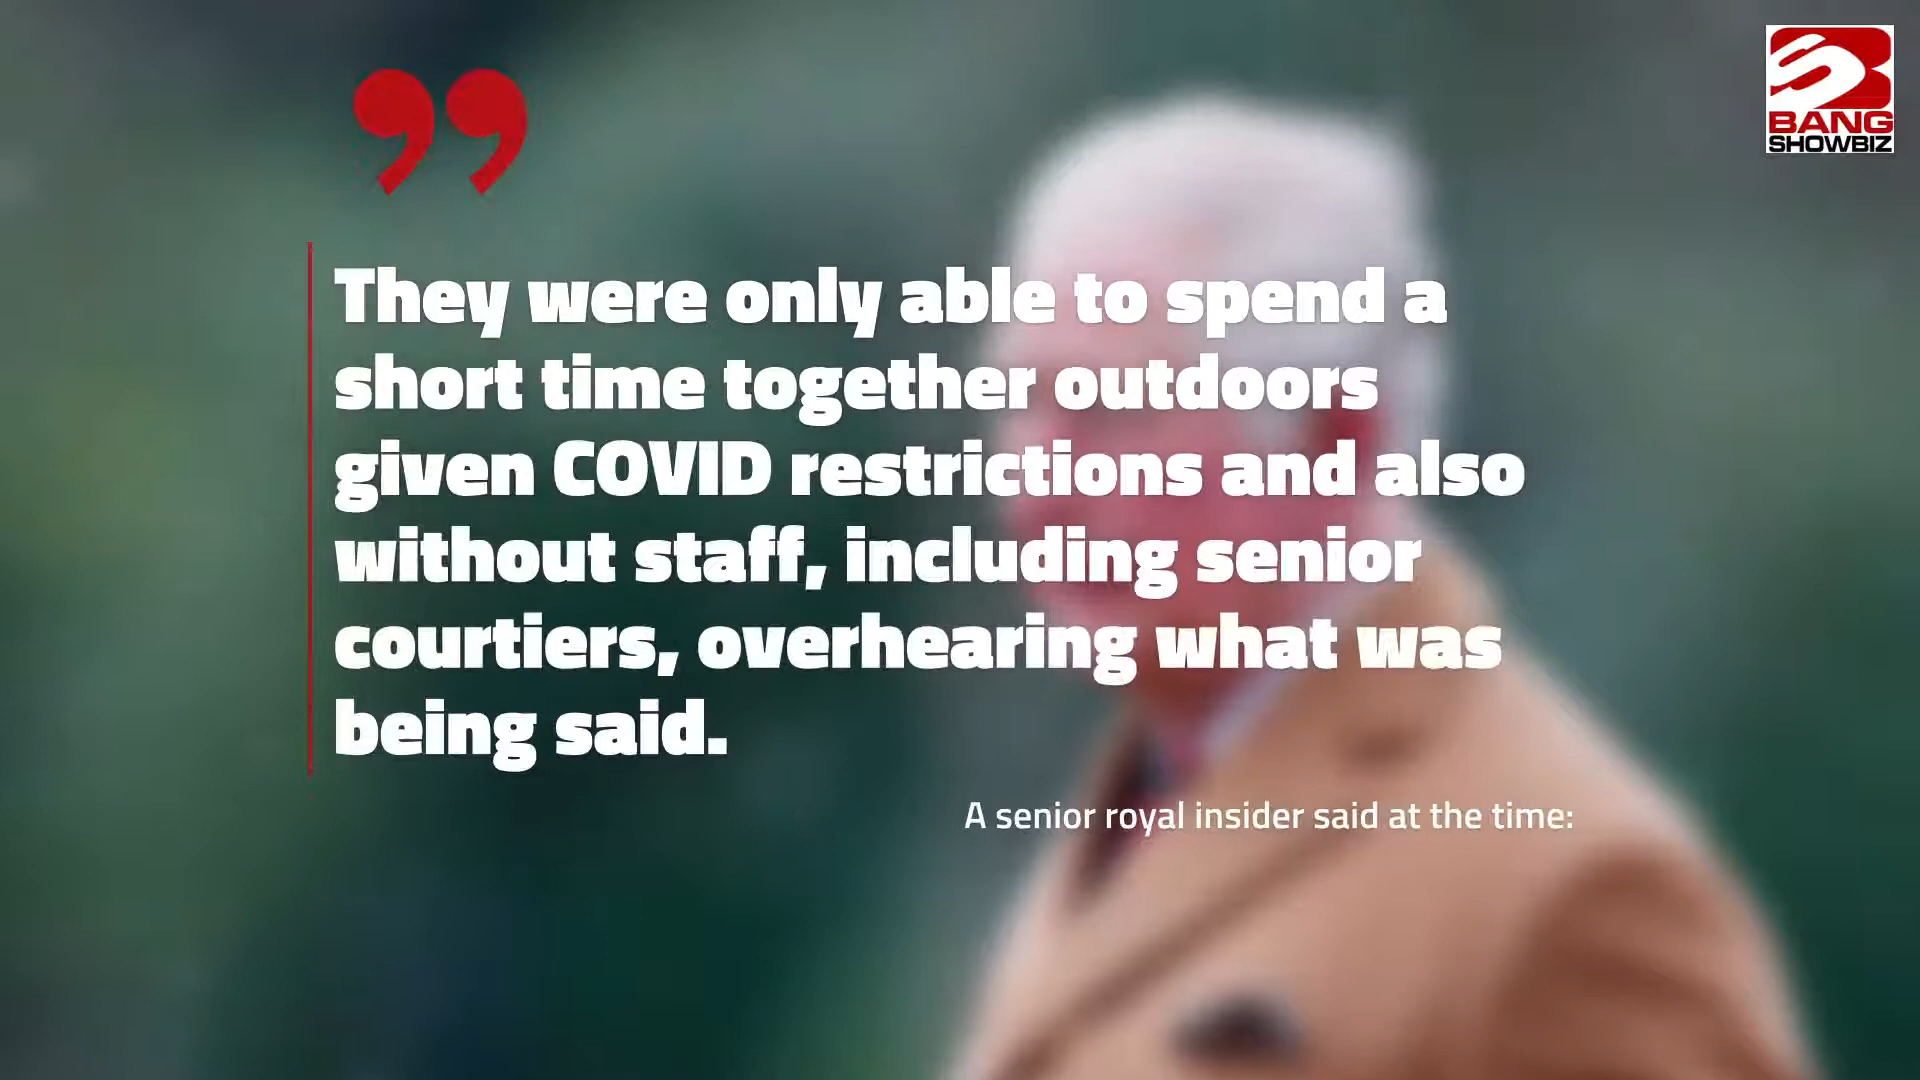 BANG
SHOWBIZ
”
They were only able to spend a
short time together outdoors
given COVID restrictions and also
without staff, including senior
courtiers, overhearing what was
being said.
A senior royal insider said at the time: